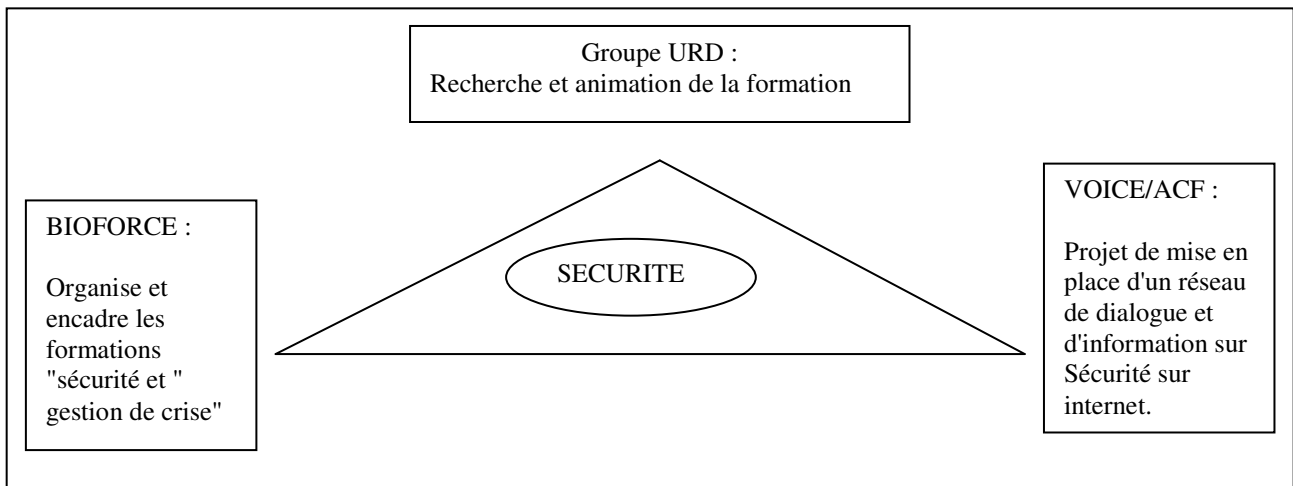 Groupe URD :
Recherche et animation de la formation
BIOFORCE :
Organise et
encadre les
formations
"sécurité et "
gestion de crise"
SECURITE
VOICE/ACF :
Projet de mise en
place d'un réseau
de dialogue et
d'information sur
Sécurité sur
internet.